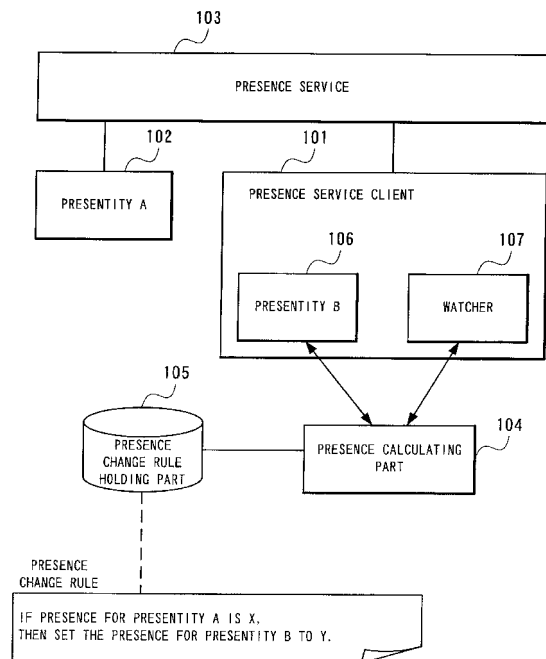 103
PRESENCE SERVICE
102
101
PRESENTITY A
PRESENCE SERVICE CLIENT
106
107
PRESENTITY B
WATCHER
105
104
PRESENCE
CHANGE RULE
HOLDING PART
PRESENCE CALCULATING
PART
PRESENCE
CHANGE RULE
IF PRESENCE FOR PRESENTITY A IS X,
THEN SET THE PRESENCE FOR PRESENTITY B TO Y.